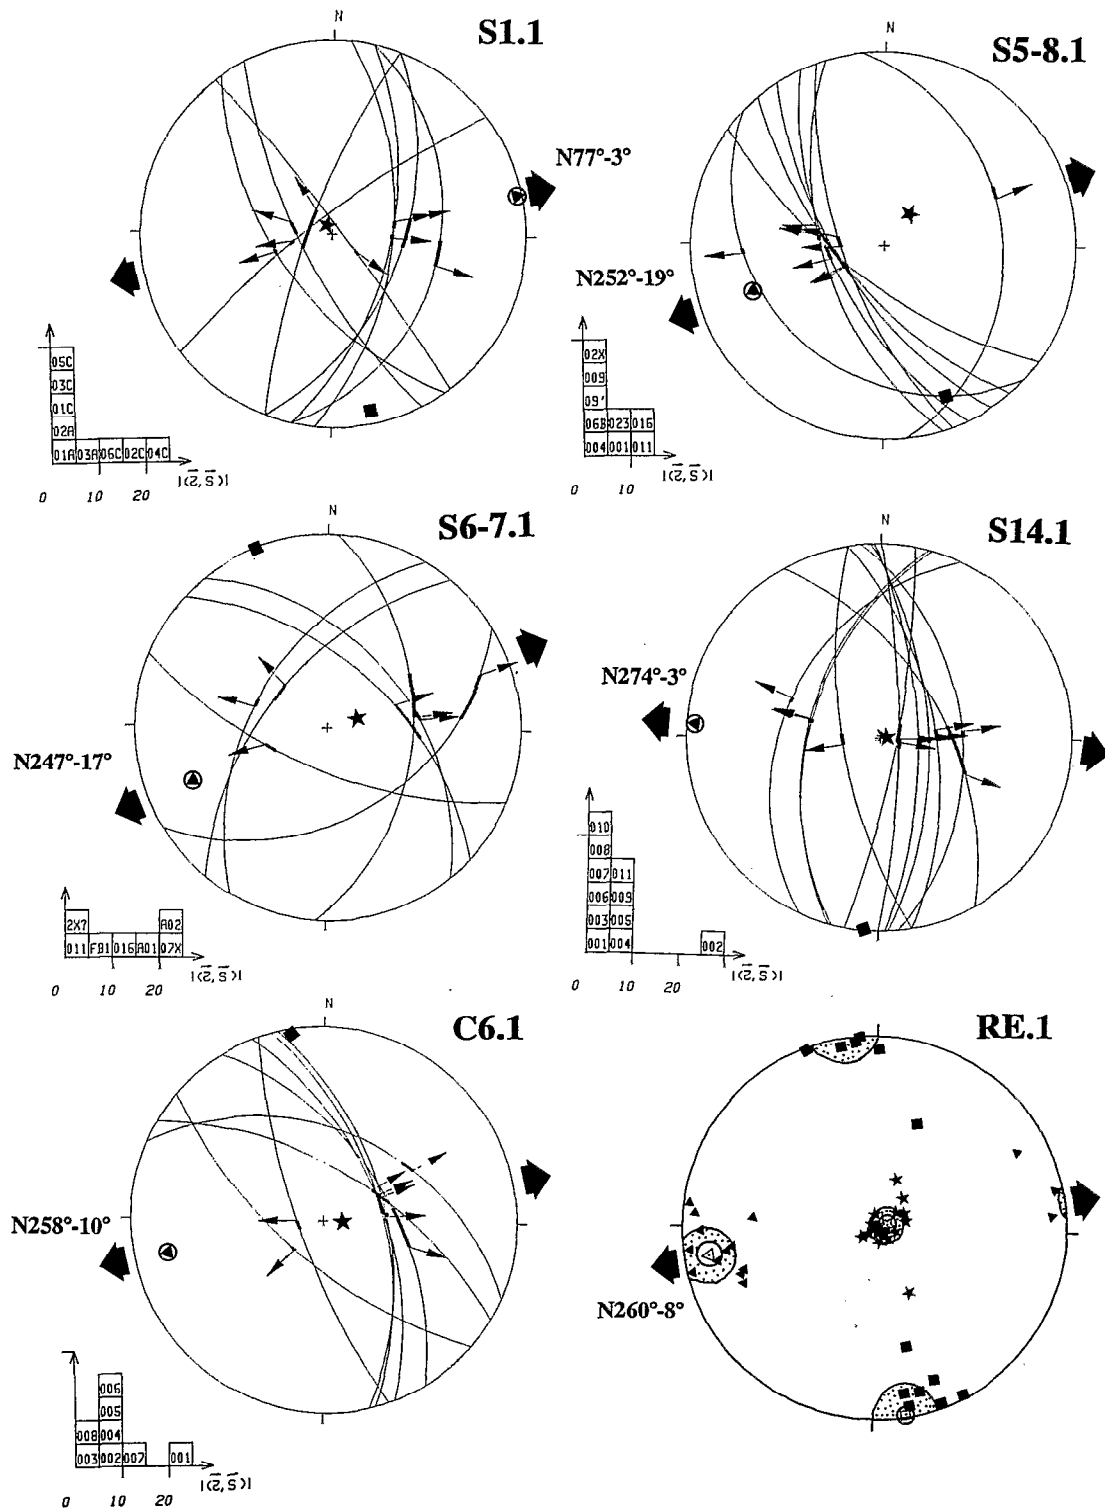 N
S1.1
N77°-3°
05C
03C
01C
02A
01A 03A 06C 02C 04C
0 10 20
N
S5-8.1
N252°-19°
02X
009
09'
06B 023 016
004 001 011
0 10
N
S6-7.1
N247°-17°
2X? A02
011 FB1 016 A01 07X
0 10 20
N
S14.1
N274°-3°
010
008
007 011
006 009
003 005
001 004 002
0 10 20
N
C6.1
N258°-10°
006
005
008 004
003 002 007 001
0 10 20
RE.1
N260°-8°